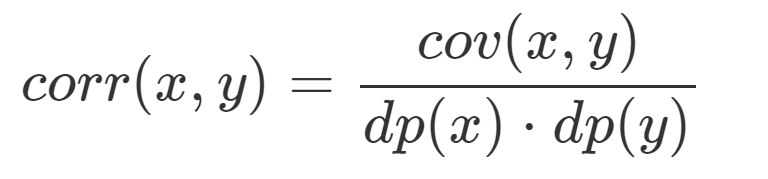 corr(x, y) = cov(x, y) / dp(x) · dp(y)